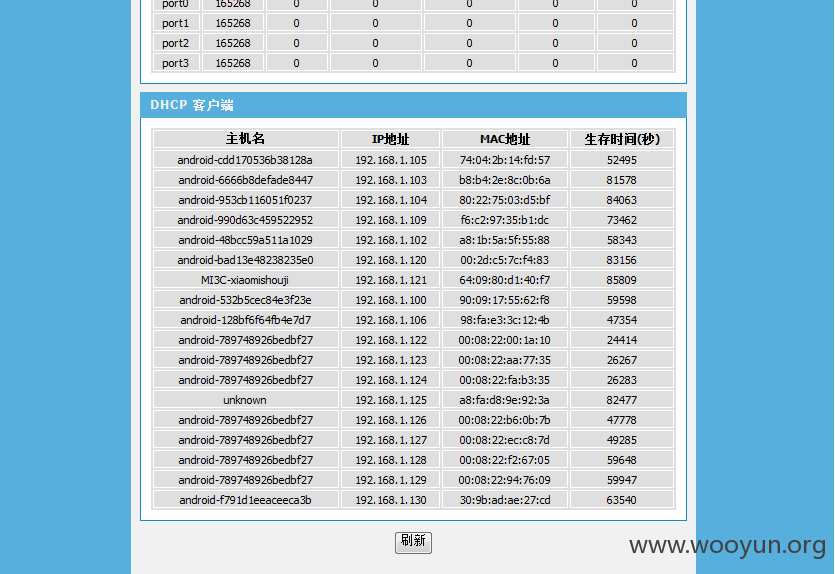 port0 165268 0 0 0 0 0
port1 165268 0 0 0 0 0
port2 165268 0 0 0 0 0
port3 165268 0 0 0 0 0
DHCP 客户端
主机名 IP地址 MAC地址 生存时间(秒)
android-cdd170536b38128a 192.168.1.105 74:04:2b:14:fd:57 52495
android-6666b8defade8447 192.168.1.103 b8:b4:2e:8c:0b:6a 81578
android-953cb116051f0237 192.168.1.104 80:22:75:03:d5:bf 84063
android-990d63c459522952 192.168.1.109 f6:c2:97:35:b1:dc 73462
android-48bcc59a511a1029 192.168.1.102 a8:1b:5a:5f:55:88 58343
android-bad13e48238235e0 192.168.1.120 00:2d:c5:7c:f4:83 83156
MI3C-xiaomishouji 192.168.1.121 64:09:80:d1:40:f7 85809
android-532b5cec84e3f23e 192.168.1.100 90:09:17:55:62:f8 59598
android-128bf6f64fb4e7d7 192.168.1.106 98:fa:e3:3c:12:4b 47354
android-789748926bedbf27 192.168.1.122 00:08:22:00:1a:10 24414
android-789748926bedbf27 192.168.1.123 00:08:22:aa:77:35 26267
android-789748926bedbf27 192.168.1.124 00:08:22:fa:b3:35 26283
unknown 192.168.1.125 a8:fa:d8:9e:92:3a 82477
android-789748926bedbf27 192.168.1.126 00:08:22:b6:0b:7b 47778
android-789748926bedbf27 192.168.1.127 00:08:22:ec:c8:7d 49285
android-789748926bedbf27 192.168.1.128 00:08:22:f2:67:05 59648
android-789748926bedbf27 192.168.1.129 00:08:22:94:76:09 59947
android-f791d1eeaceeca3b 192.168.1.130 30:9b:ad:ae:27:cd 63540
刷新
www.wooyun.org